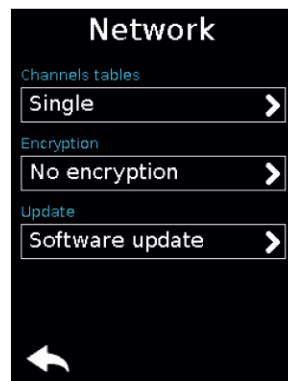 Network
Channels tables
Single
Encryption
No encryption
Update
Software update